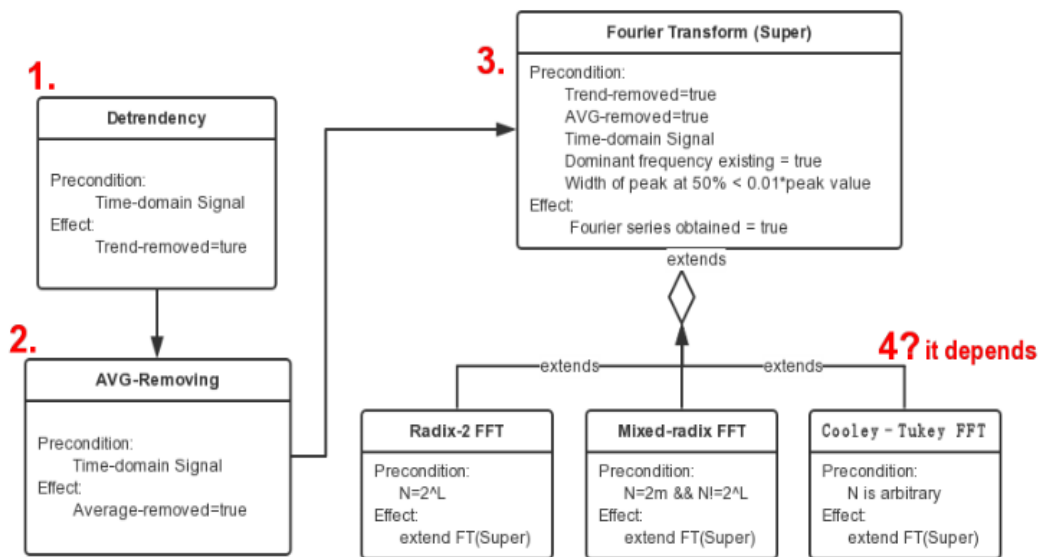 1.
Detrendency
Precondition:
Time-domain Signal
Effect:
Trend-removed=ture
2.
AVG-Removing
Precondition:
Time-domain Signal
Effect:
Average-removed=true
3.
Fourier Transform (Super)
Precondition:
Trend-removed=true
AVG-removed=true
Time-domain Signal
Dominant frequency existing = true
Width of peak at 50% < 0.01*peak value
Effect:
Fourier series obtained = true
extends
4? it depends
extends
extends
Radix-2 FFT
Precondition:
N=2^L
Effect:
extend FT(Super)
Mixed-radix FFT
Precondition:
N=2m && N!=2^L
Effect:
extend FT(Super)
Cooley-Tukey FFT
Precondition:
N is arbitrary
Effect:
extend FT(Super)